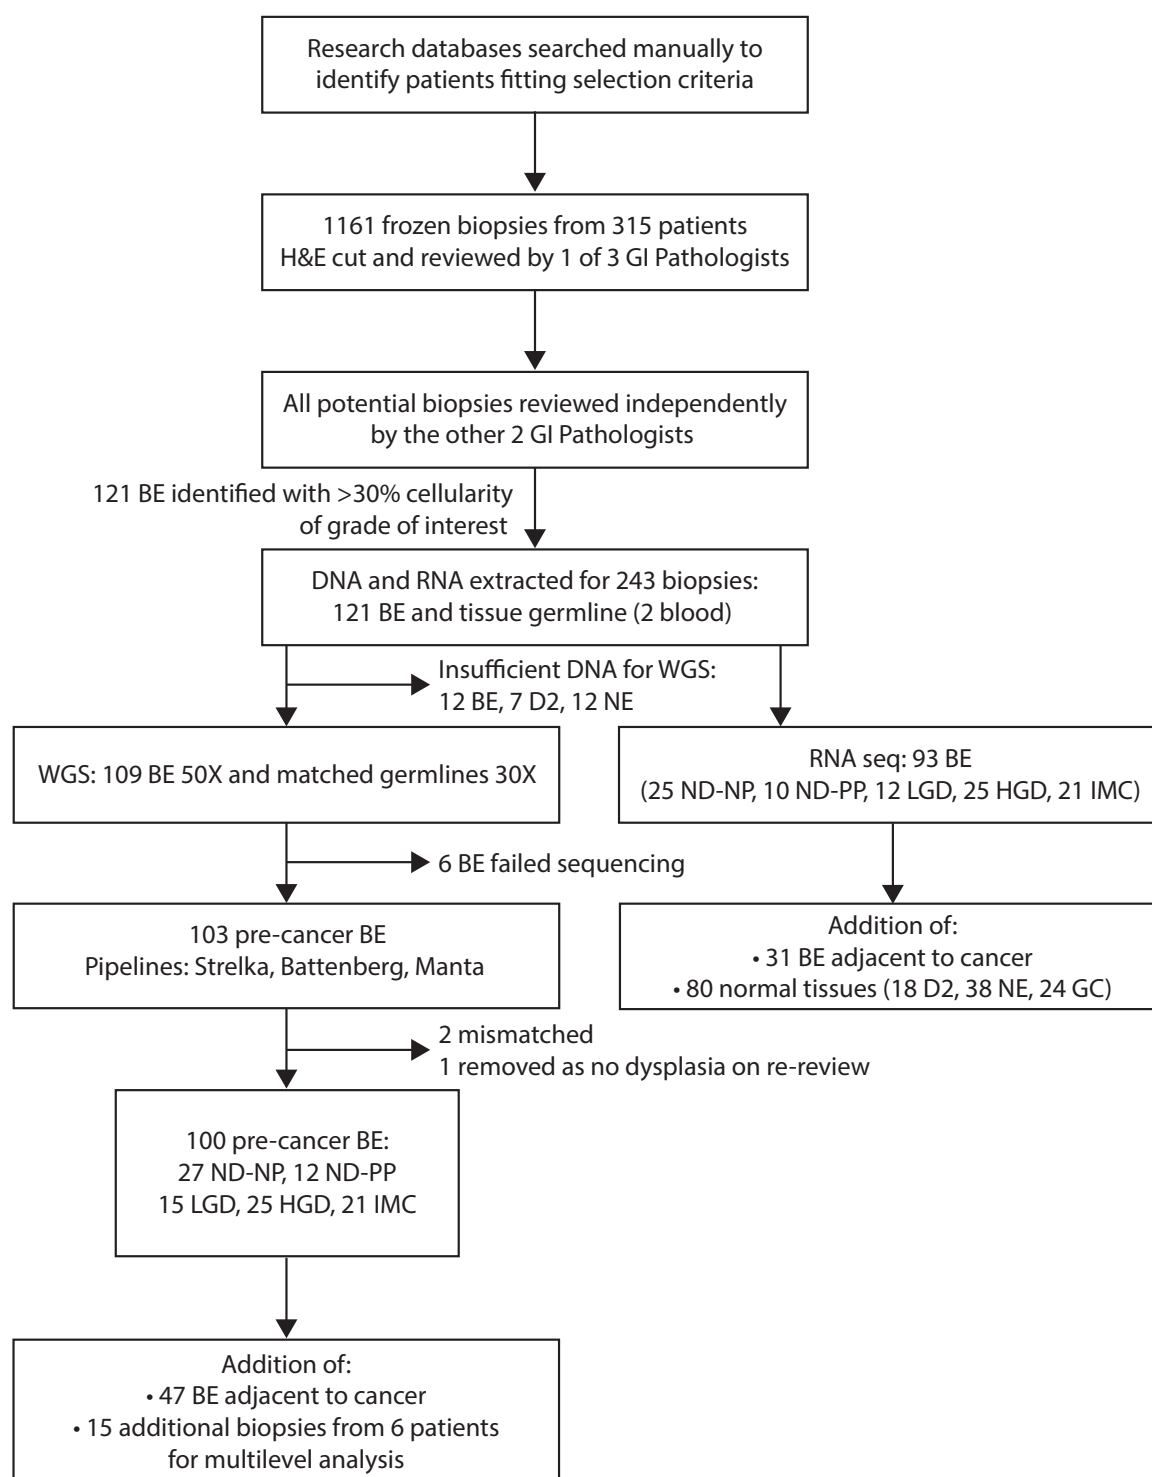 Research databases searched manually to
identify patients fitting selection criteria
1161 frozen biopsies from 315 patients
H&E cut and reviewed by 1 of 3 GI Pathologists
All potential biopsies reviewed independently
by the other 2 GI Pathologists
121 BE identified with >30% cellularity
of grade of interest
DNA and RNA extracted for 243 biopsies:
121 BE and tissue germline (2 blood)
Insufficient DNA for WGS:
12 BE, 7 D2, 12 NE
WGS: 109 BE 50X and matched germlines 30X
RNA seq: 93 BE
(25 ND-NP, 10 ND-PP, 12 LGD, 25 HGD, 21 IMC)
6 BE failed sequencing
103 pre-cancer BE
Pipelines: Strelka, Battenberg, Manta
Addition of:
• 31 BE adjacent to cancer
• 80 normal tissues (18 D2, 38 NE, 24 GC)
2 mismatched
1 removed as no dysplasia on re-review
100 pre-cancer BE:
27 ND-NP, 12 ND-PP
15 LGD, 25 HGD, 21 IMC
Addition of:
• 47 BE adjacent to cancer
• 15 additional biopsies from 6 patients
for multilevel analysis